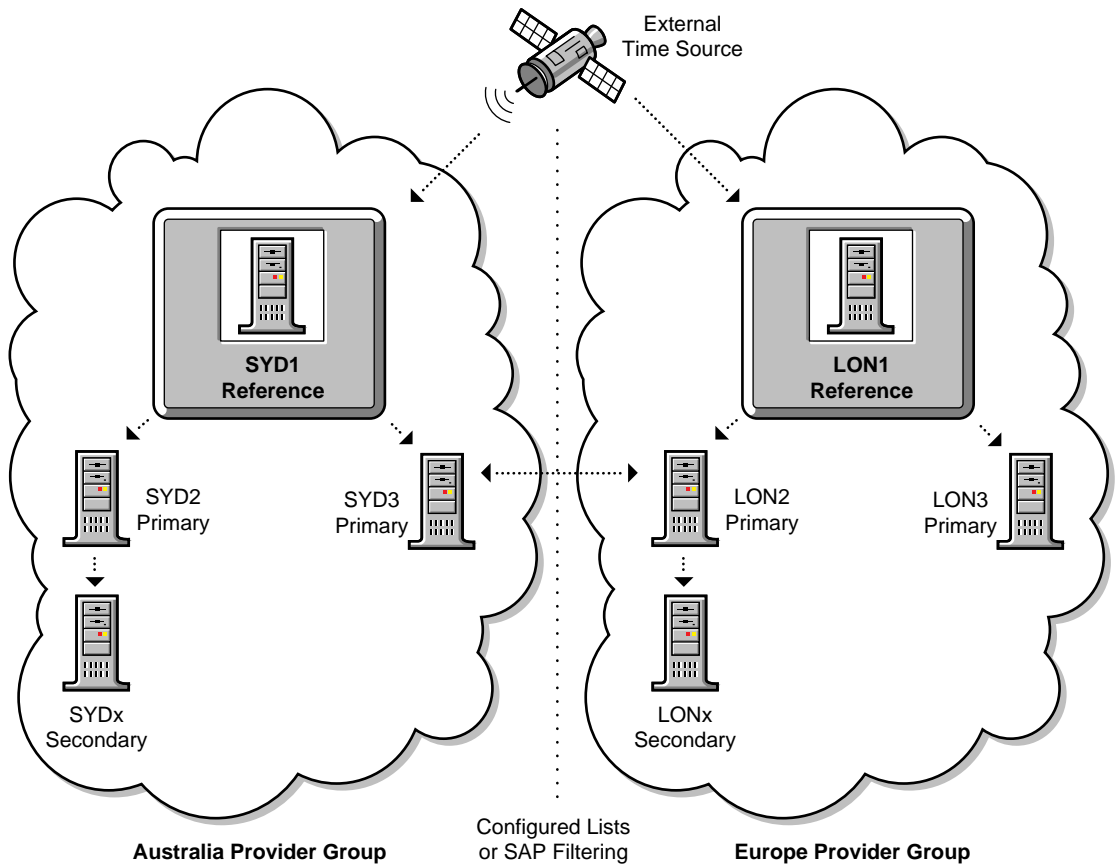 External
Time Source
SYD1
Reference
LON1
Reference
SYD2
Primary
SYD3
Primary
LON2
Primary
LON3
Primary
SYDx
Secondary
LONx
Secondary
Configured Lists
or SAP Filtering
Australia Provider Group
Europe Provider Group